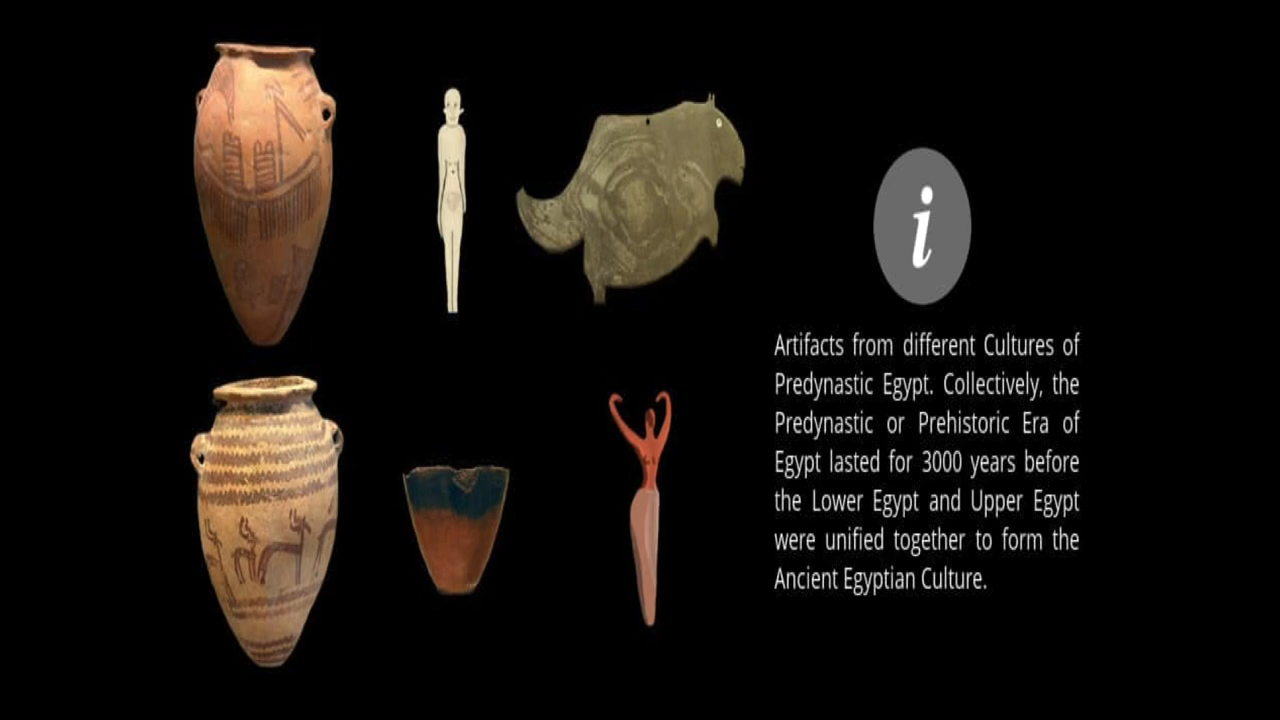 i
Artifacts from different Cultures of
Predynastic Egypt. Collectively, the
Predynastic or Prehistoric Era of
Egypt lasted for 3000 years before
the Lower Egypt and Upper Egypt
were unified together to form the
Ancient Egyptian Culture.